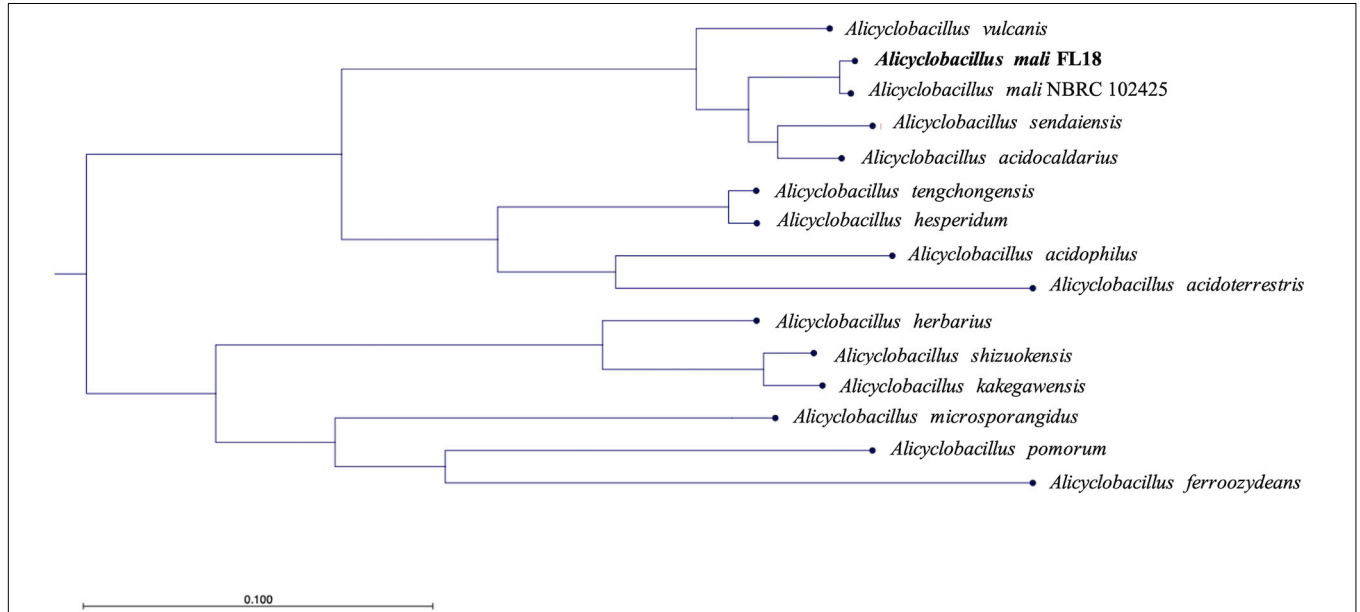 Alicyclobacillus vulcanis
Alicyclobacillus mali FL18
Alicyclobacillus mali NBRC 102425
Alicyclobacillus sendaiensis
Alicyclobacillus acidocaldarius
Alicyclobacillus tengchongensis
Alicyclobacillus hesperidum
Alicyclobacillus acidophilus
Alicyclobacillus acidoterrestris
Alicyclobacillus herbarius
Alicyclobacillus shizuokensis
Alicyclobacillus kakegawensis
Alicyclobacillus microsporangidus
Alicyclobacillus pomorum
Alicyclobacillus ferroozydeans
0.100